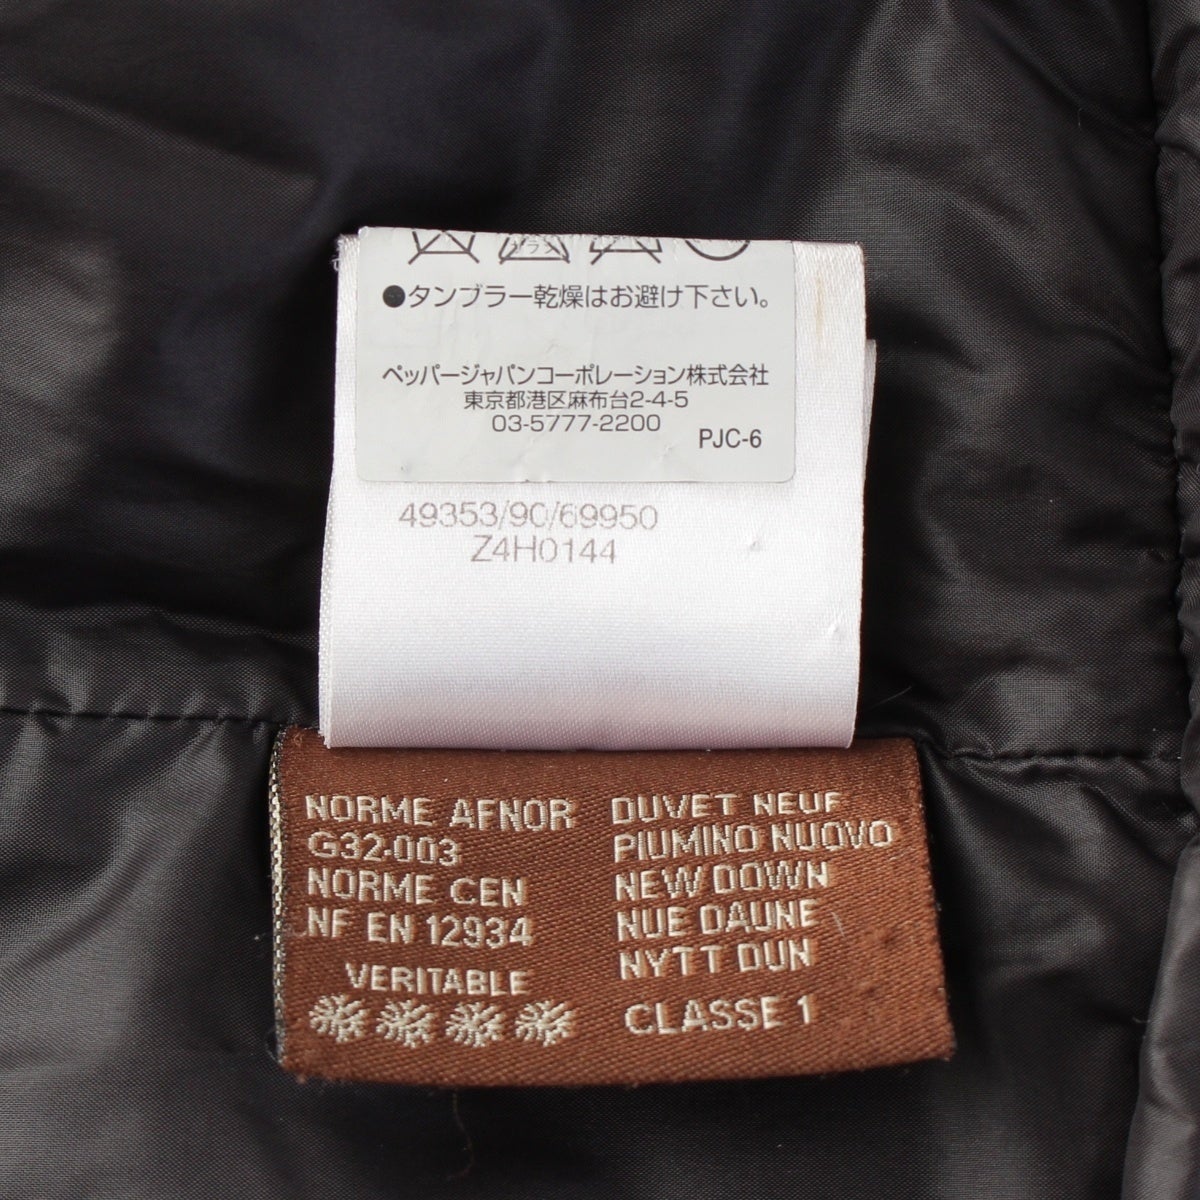 ●タンブラー乾燥はお避け下さい。
ペッパージャパンコーポレーション株式会社
東京都港区麻布台2-4-5
03-5777-2200
PJC-6
49353/90/69950
Z4H0144
NORME AFNOR
G32-003
NORME CEN
NF EN 12934
VERITABLE
DUVET NEUF
PIUMINO NUOVO
NEW DOWN
NUE DAUNE
NYTT DUN
CLASSE 1